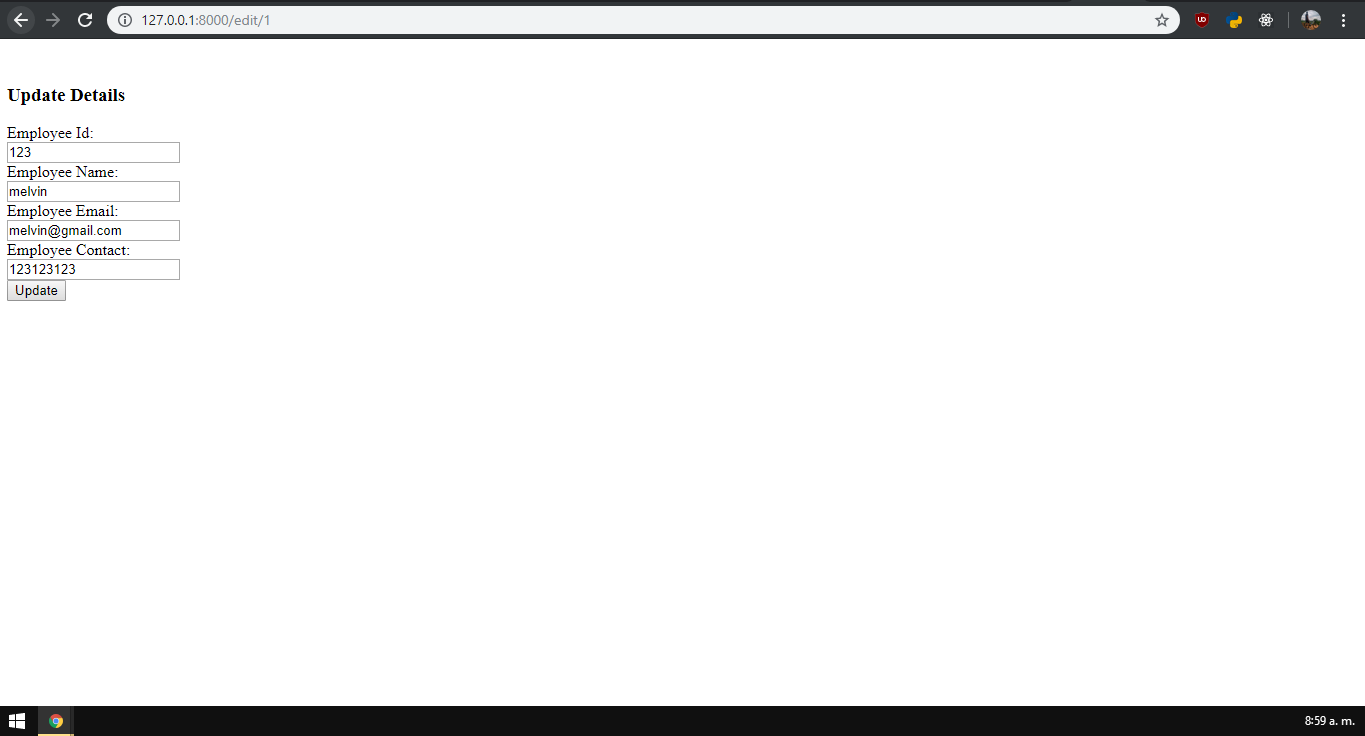 127.0.0.1:8000/edit/1
Update Details
Employee Id:
123
Employee Name:
melvin
Employee Email:
melvin@gmail.com
Employee Contact:
123123123
Update
8:59 a. m.